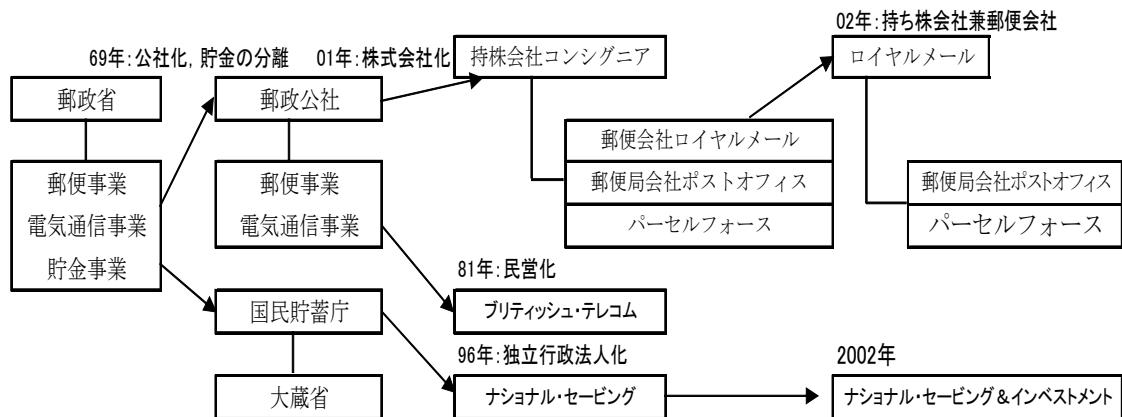 02年：持ち株会社兼郵便会社
69年：公社化，貯金の分離
01年：株式会社化
持株会社コンシグニア
ロイヤルメール
郵政省
郵政公社
郵便会社ロイヤルメール
郵便局会社ポストオフィス
パーセルフォース
郵便事業
電気通信事業
貯金事業
郵便事業
電気通信事業
郵便局会社ポストオフィス
パーセルフォース
81年：民営化
ブリティッシュ・テレコム
国民貯蓄庁
大蔵省
96年：独立行政法人化
ナショナル・セービング
2002年
ナショナル・セービング＆インベストメント